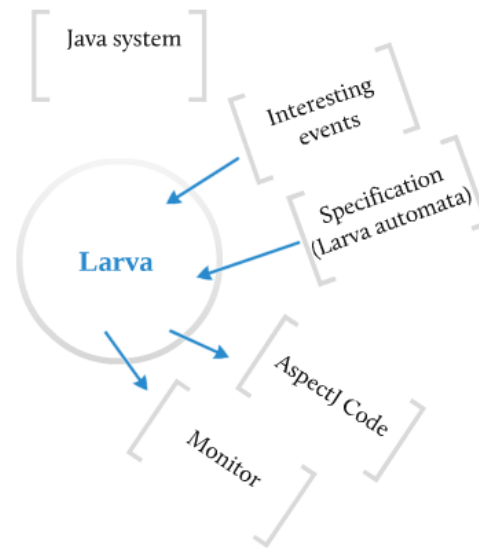 Java system
Interesting
events
Specification
(Larva automata)
Larva
AspectJ Code
Monitor